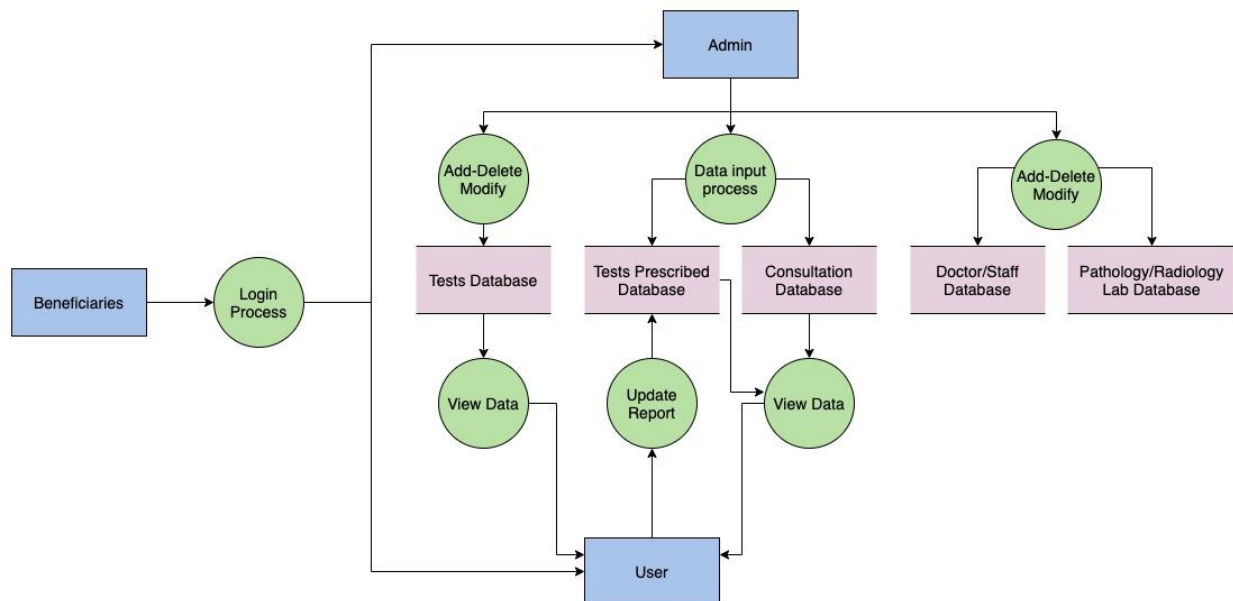 Admin
Add-Delete
Modify
Data input
process
Add-Delete
Modify
Beneficiaries
Login
Process
Tests Database
Tests Prescribed
Database
Consultation
Database
Doctor/Staff
Database
Pathology/Radiology
Lab Database
View Data
Update
Report
View Data
User